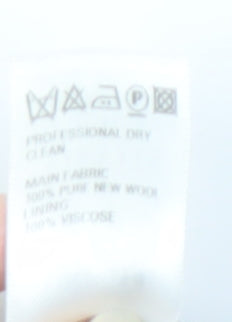 P
PROFESSIONAL DRY
CLEAN
MAIN FABRIC
100% PURE NEW WOOL
LINING
100% VISCOSE